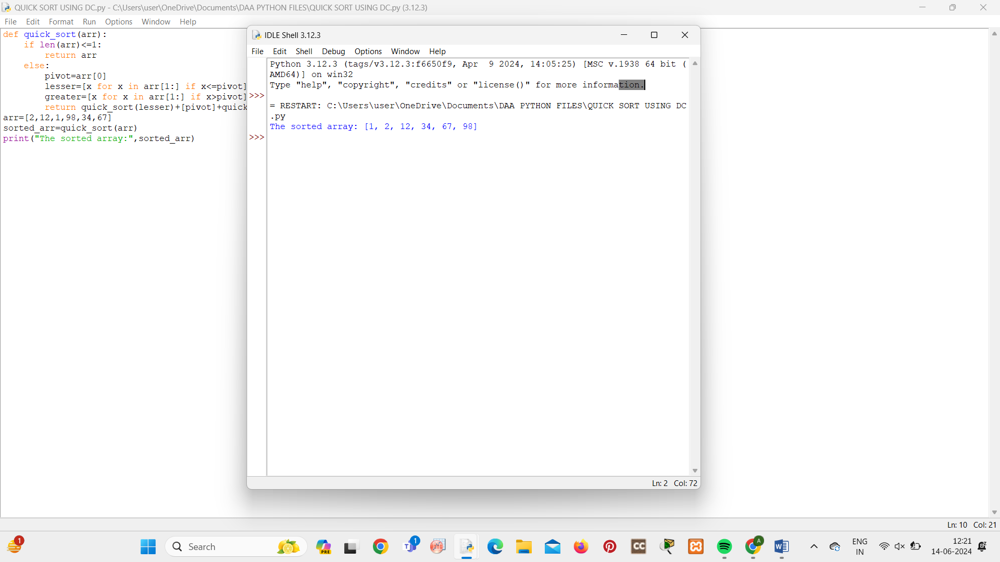 QUICK SORT USING DC.py - C:\Users\user\OneDrive\Documents\DAA PYTHON FILES\QUICK SORT USING DC.py (3.12.3)
File Edit Format Run Options Window Help
def quick_sort(arr):
    if len(arr)<=1:
        return arr
    else:
        pivot=arr[0]
        lesser=[x for x in arr[1:] if x<=pivot]
        greater=[x for x in arr[1:] if x>pivot]
        return quick_sort(lesser)+[pivot]+quick
arr=[2,12,1,98,34,67]
sorted_arr=quick_sort(arr)
print("The sorted array:",sorted_arr)
IDLE Shell 3.12.3
File Edit Shell Debug Options Window Help
Python 3.12.3 (tags/v3.12.3:f6650f9, Apr  9 2024, 14:05:25) [MSC v.1938 64 bit (
AMD64)] on win32
Type "help", "copyright", "credits" or "license()" for more information.
>>>
= RESTART: C:\Users\user\OneDrive\Documents\DAA PYTHON FILES\QUICK SORT USING DC
.py
The sorted array: [1, 2, 12, 34, 67, 98]
>>>
Ln: 2 Col: 72
Ln: 10 Col: 21
1
Search
PRE
T
1
CC
A
W
ENG
IN
12:21
14-06-2024